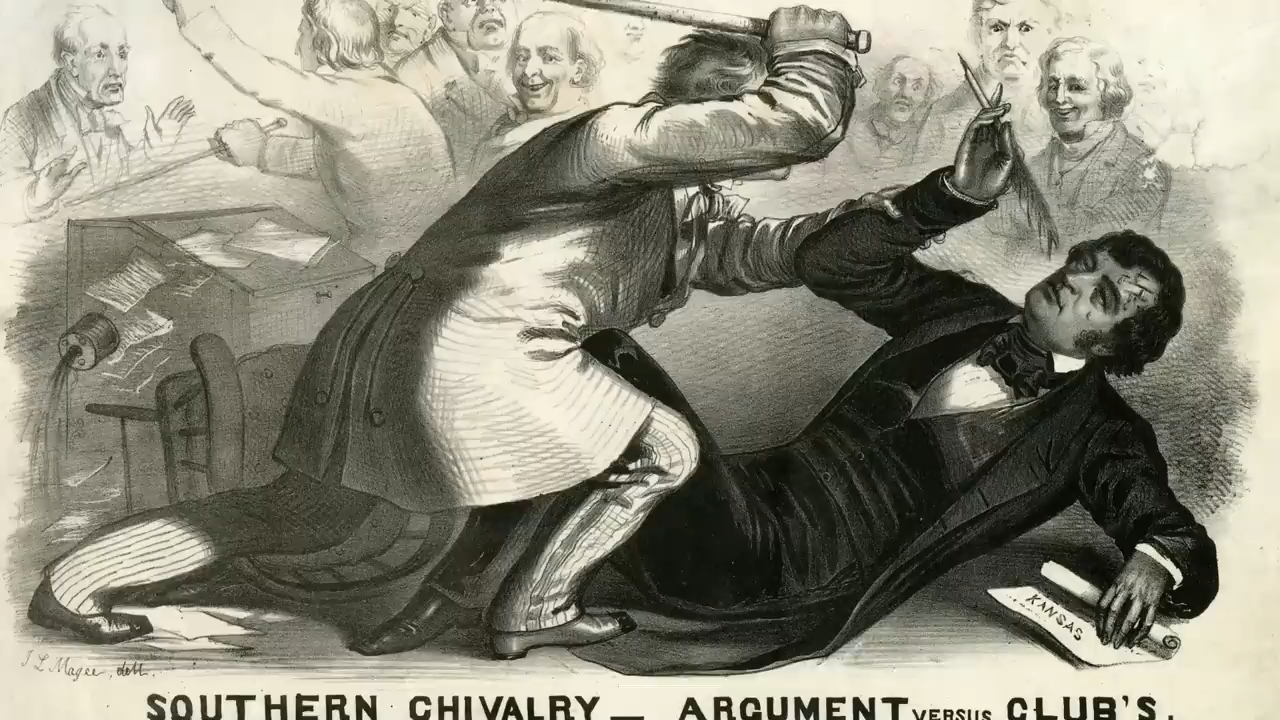 KANSAS
J L Magee, delt.
SOUTHERN CHIVALRY — ARGUMENT VERSUS CLUB'S.